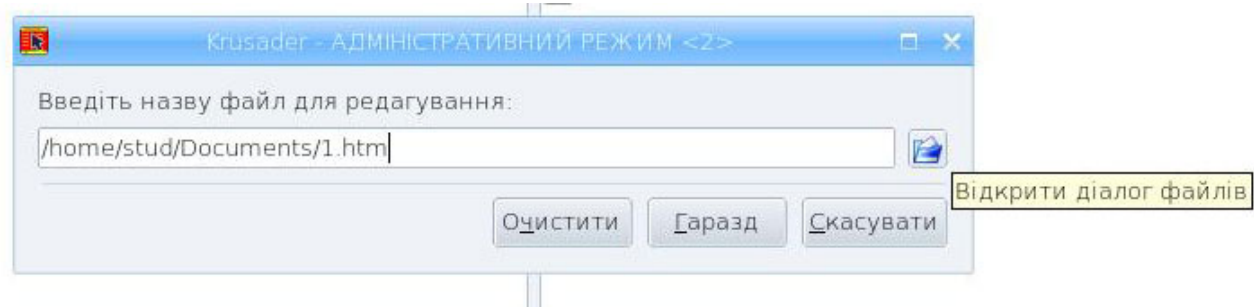 Krusader - АДМІНІСТРАТИВНИЙ РЕЖИМ <2>
Введіть назву файл для редагування:
/home/stud/Documents/1.htm
Відкрити діалог файлів
Очистити Гаразд Скасувати